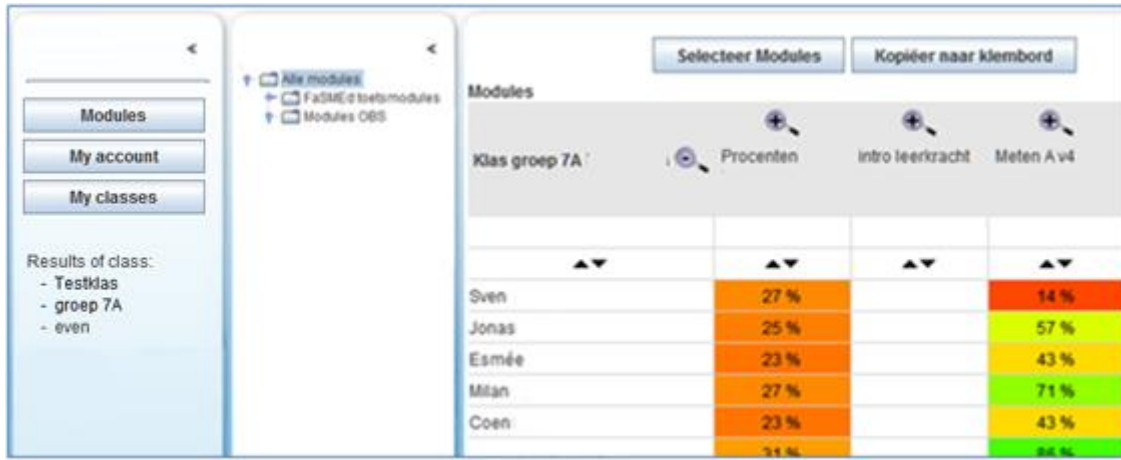 <
Modules
My account
My classes
Results of class:
- Testklas
- groep 7A
- even
<
Alle modules
FaSMEd toetsmodules
Modules OBS
Selecteer Modules Kopiëer naar klembord
Modules
Klas groep 7A Procenten intro leerkracht Meten A v4
Sven 27 % 14 %
Jonas 25 % 57 %
Esmée 23 % 43 %
Milan 27 % 71 %
Coen 23 % 43 %
31 % 86 %